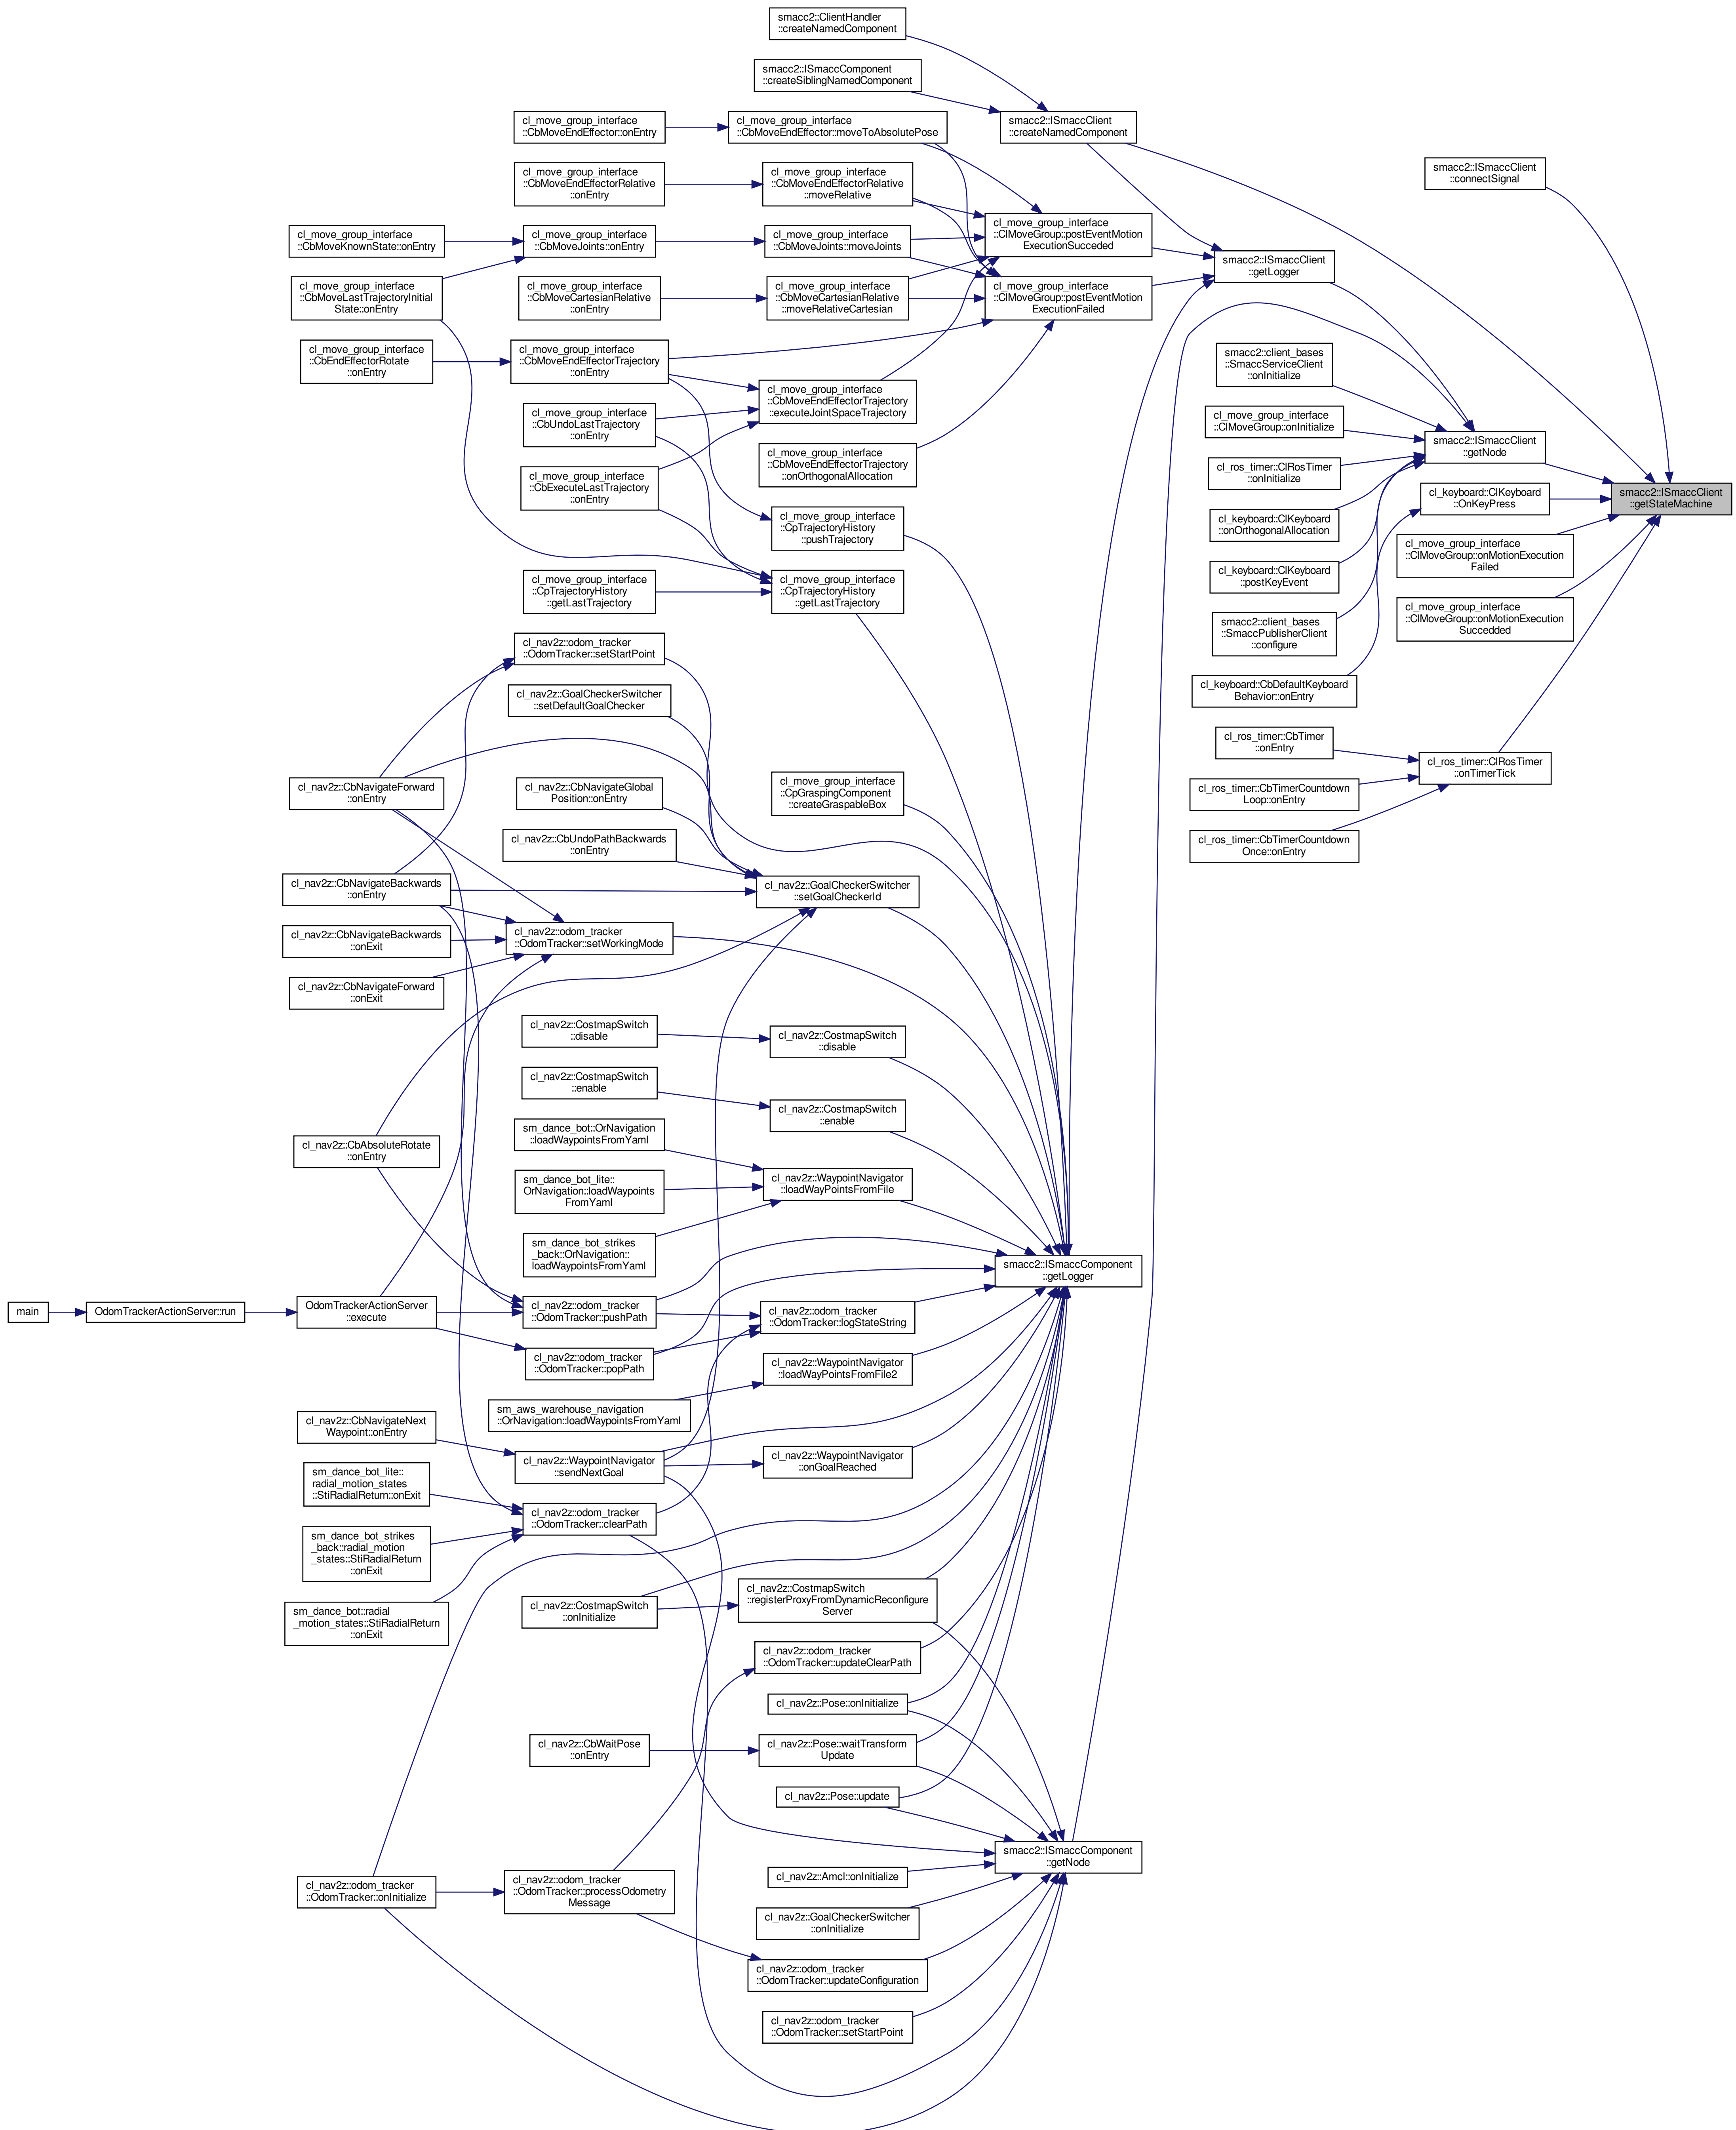 smacc2::ClientHandler
::createNamedComponent
smacc2::ISmaccComponent
::createSiblingNamedComponent
cl_move_group_interface
::CbMoveEndEffector::onEntry
cl_move_group_interface
::CbMoveEndEffector::moveToAbsolutePose
smacc2::ISmaccClient
::createNamedComponent
smacc2::ISmaccClient
::connectSignal
cl_move_group_interface
::CbMoveEndEffectorRelative
::onEntry
cl_move_group_interface
::CbMoveEndEffectorRelative
::moveRelative
cl_move_group_interface
::CbMoveKnownState::onEntry
cl_move_group_interface
::CbMoveJoints::onEntry
cl_move_group_interface
::CbMoveJoints::moveJoints
cl_move_group_interface
::ClMoveGroup::postEventMotion
ExecutionSucceded
smacc2::ISmaccClient
::getLogger
cl_move_group_interface
::CbMoveLastTrajectoryInitial
State::onEntry
cl_move_group_interface
::CbMoveCartesianRelative
::onEntry
cl_move_group_interface
::CbMoveCartesianRelative
::moveRelativeCartesian
cl_move_group_interface
::ClMoveGroup::postEventMotion
ExecutionFailed
cl_move_group_interface
::CbEndEffectorRotate
::onEntry
cl_move_group_interface
::CbMoveEndEffectorTrajectory
::onEntry
smacc2::client_bases
::SmaccServiceClient
::onInitialize
cl_move_group_interface
::CbMoveEndEffectorTrajectory
::executeJointSpaceTrajectory
cl_move_group_interface
::CbUndoLastTrajectory
::onEntry
cl_move_group_interface
::ClMoveGroup::onInitialize
smacc2::ISmaccClient
::getNode
cl_move_group_interface
::CbMoveEndEffectorTrajectory
::onOrthogonalAllocation
cl_ros_timer::ClRosTimer
::onInitialize
cl_move_group_interface
::CbExecuteLastTrajectory
::onEntry
cl_keyboard::ClKeyboard
::OnKeyPress
smacc2::ISmaccClient
::getStateMachine
cl_move_group_interface
::CpTrajectoryHistory
::pushTrajectory
cl_keyboard::ClKeyboard
::onOrthogonalAllocation
cl_move_group_interface
::ClMoveGroup::onMotionExecution
Failed
cl_move_group_interface
::CpTrajectoryHistory
::getLastTrajectory
cl_move_group_interface
::CpTrajectoryHistory
::getLastTrajectory
cl_keyboard::ClKeyboard
::postKeyEvent
cl_move_group_interface
::ClMoveGroup::onMotionExecution
Succedded
smacc2::client_bases
::SmaccPublisherClient
::configure
cl_nav2z::odom_tracker
::OdomTracker::setStartPoint
cl_keyboard::CbDefaultKeyboard
Behavior::onEntry
cl_nav2z::GoalCheckerSwitcher
::setDefaultGoalChecker
cl_ros_timer::CbTimer
::onEntry
cl_ros_timer::ClRosTimer
::onTimerTick
cl_nav2z::CbNavigateForward
::onEntry
cl_nav2z::CbNavigateGlobal
Position::onEntry
cl_move_group_interface
::CpGraspingComponent
::createGraspableBox
cl_ros_timer::CbTimerCountdown
Loop::onEntry
cl_nav2z::CbUndoPathBackwards
::onEntry
cl_ros_timer::CbTimerCountdown
Once::onEntry
cl_nav2z::CbNavigateBackwards
::onEntry
cl_nav2z::GoalCheckerSwitcher
::setGoalCheckerId
cl_nav2z::CbNavigateBackwards
::onExit
cl_nav2z::odom_tracker
::OdomTracker::setWorkingMode
cl_nav2z::CbNavigateForward
::onExit
cl_nav2z::CostmapSwitch
::disable
cl_nav2z::CostmapSwitch
::disable
cl_nav2z::CostmapSwitch
::enable
cl_nav2z::CostmapSwitch
::enable
cl_nav2z::CbAbsoluteRotate
::onEntry
sm_dance_bot::OrNavigation
::loadWaypointsFromYaml
sm_dance_bot_lite::
OrNavigation::loadWaypoints
FromYaml
cl_nav2z::WaypointNavigator
::loadWayPointsFromFile
sm_dance_bot_strikes
_back::OrNavigation::
loadWaypointsFromYaml
smacc2::ISmaccComponent
::getLogger
main
OdomTrackerActionServer::run
OdomTrackerActionServer
::execute
cl_nav2z::odom_tracker
::OdomTracker::pushPath
cl_nav2z::odom_tracker
::OdomTracker::logStateString
cl_nav2z::odom_tracker
::OdomTracker::popPath
cl_nav2z::WaypointNavigator
::loadWayPointsFromFile2
sm_aws_warehouse_navigation
::OrNavigation::loadWaypointsFromYaml
cl_nav2z::CbNavigateNext
Waypoint::onEntry
cl_nav2z::WaypointNavigator
::sendNextGoal
cl_nav2z::WaypointNavigator
::onGoalReached
sm_dance_bot_lite::
radial_motion_states
::StiRadialReturn::onExit
cl_nav2z::odom_tracker
::OdomTracker::clearPath
sm_dance_bot_strikes
_back::radial_motion
_states::StiRadialReturn
::onExit
sm_dance_bot::radial
_motion_states::StiRadialReturn
::onExit
cl_nav2z::CostmapSwitch
::onInitialize
cl_nav2z::CostmapSwitch
::registerProxyFromDynamicReconfigure
Server
cl_nav2z::odom_tracker
::OdomTracker::updateClearPath
cl_nav2z::Pose::onInitialize
cl_nav2z::CbWaitPose
::onEntry
cl_nav2z::Pose::waitTransform
Update
cl_nav2z::Pose::update
smacc2::ISmaccComponent
::getNode
cl_nav2z::odom_tracker
::OdomTracker::onInitialize
cl_nav2z::odom_tracker
::OdomTracker::processOdometry
Message
cl_nav2z::Amcl::onInitialize
cl_nav2z::GoalCheckerSwitcher
::onInitialize
cl_nav2z::odom_tracker
::OdomTracker::updateConfiguration
cl_nav2z::odom_tracker
::OdomTracker::setStartPoint